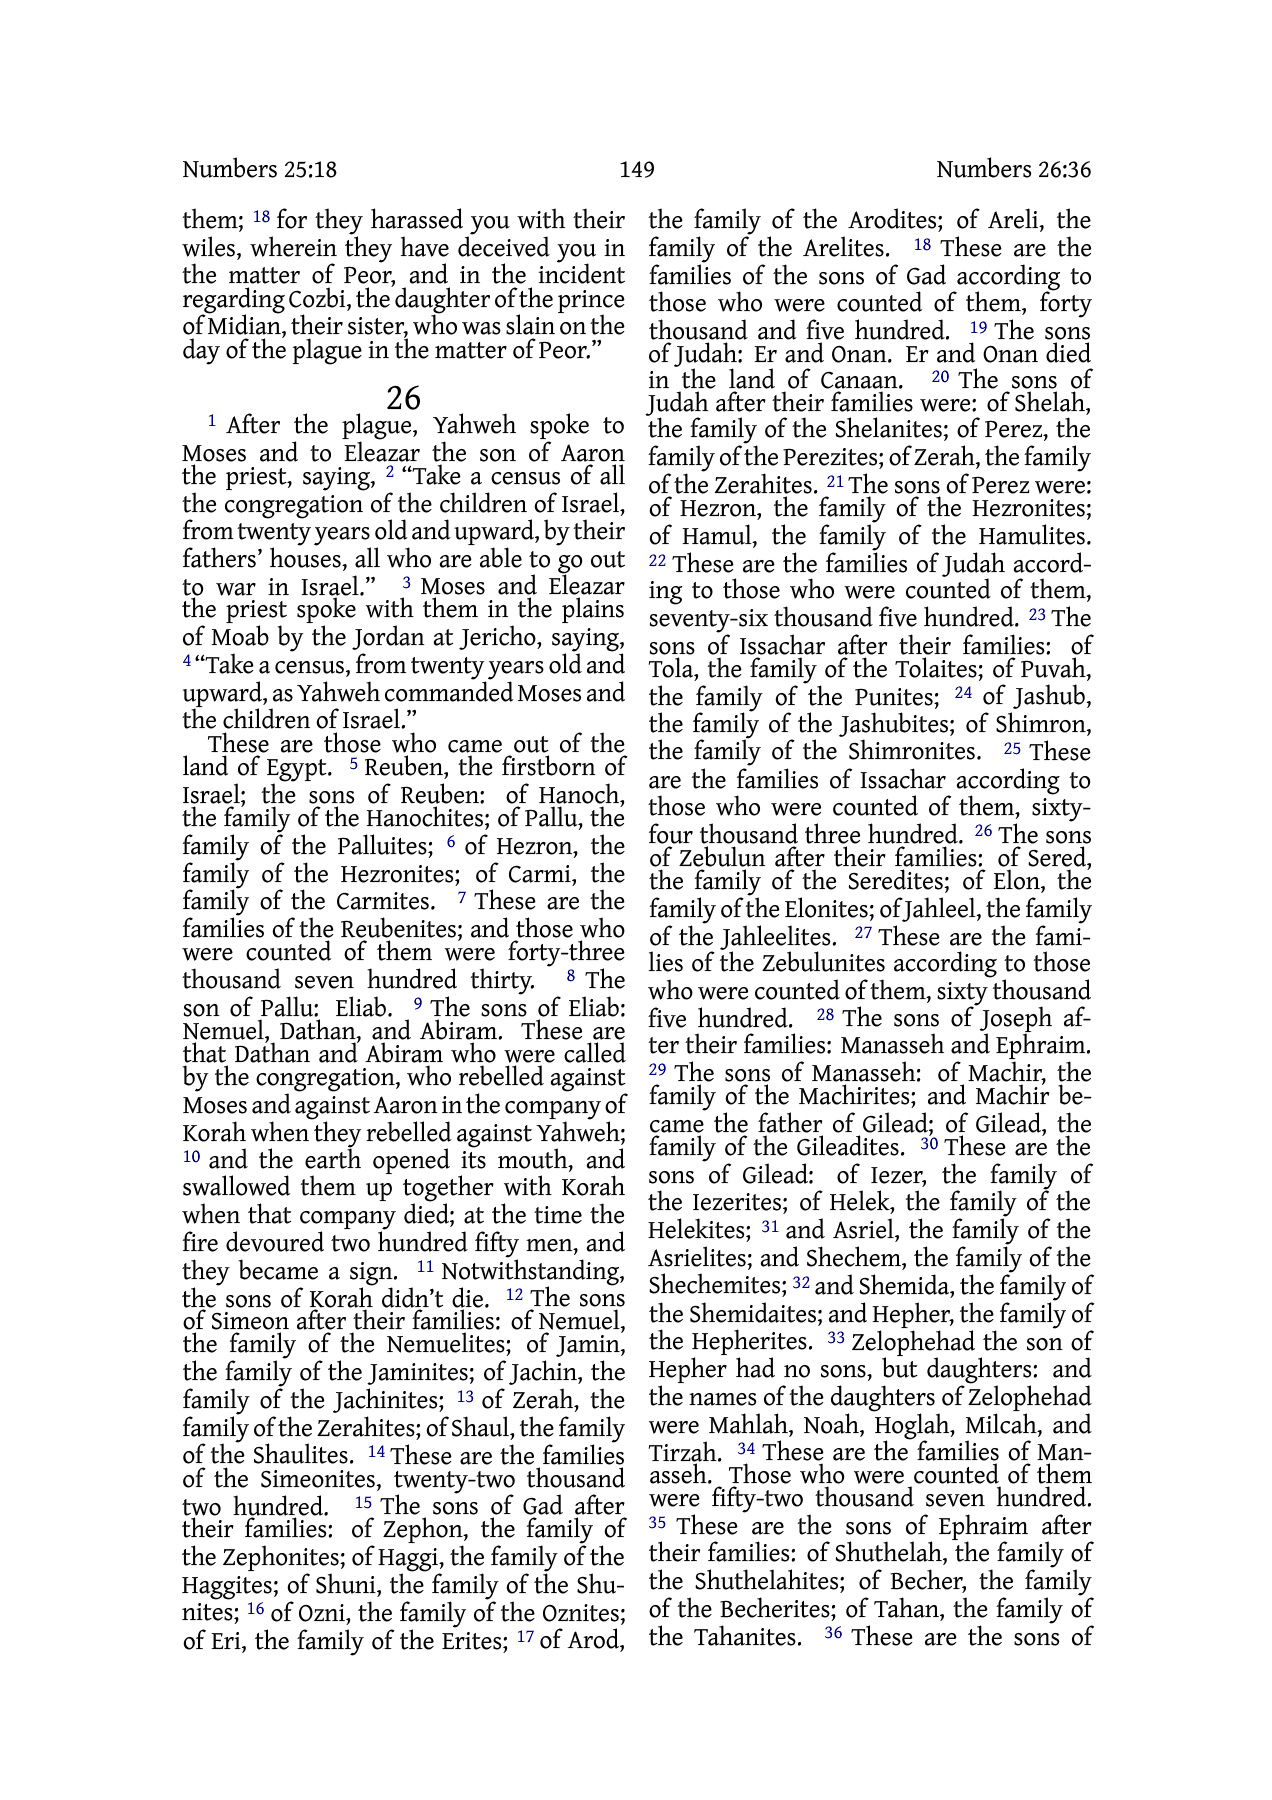 Numbers 25:18
149
Numbers 26:36
them; 18 for they harassed you with their
wiles, wherein they have deceived you in
the matter of Peor, and in the incident
regarding Cozbi, the daughter of the prince
of Midian, their sister, who was slain on the
day of the plague in the matter of Peor.”
26
1 After the plague, Yahweh spoke to
Moses and to Eleazar the son of Aaron
the priest, saying, 2 “Take a census of all
the congregation of the children of Israel,
from twenty years old and upward, by their
fathers’ houses, all who are able to go out
to war in Israel.” 3 Moses and Eleazar
the priest spoke with them in the plains
of Moab by the Jordan at Jericho, saying,
4 “Take a census, from twenty years old and
upward, as Yahweh commanded Moses and
the children of Israel.”
These are those who came out of the
land of Egypt. 5 Reuben, the firstborn of
Israel; the sons of Reuben: of Hanoch,
the family of the Hanochites; of Pallu, the
family of the Palluites; 6 of Hezron, the
family of the Hezronites; of Carmi, the
family of the Carmites. 7 These are the
families of the Reubenites; and those who
were counted of them were forty-three
thousand seven hundred thirty. 8 The
son of Pallu: Eliab. 9 The sons of Eliab:
Nemuel, Dathan, and Abiram. These are
that Dathan and Abiram who were called
by the congregation, who rebelled against
Moses and against Aaron in the company of
Korah when they rebelled against Yahweh;
10 and the earth opened its mouth, and
swallowed them up together with Korah
when that company died; at the time the
fire devoured two hundred fifty men, and
they became a sign. 11 Notwithstanding,
the sons of Korah didn’t die. 12 The sons
of Simeon after their families: of Nemuel,
the family of the Nemuelites; of Jamin,
the family of the Jaminites; of Jachin, the
family of the Jachinites; 13 of Zerah, the
family of the Zerahites; of Shaul, the family
of the Shaulites. 14 These are the families
of the Simeonites, twenty-two thousand
two hundred. 15 The sons of Gad after
their families: of Zephon, the family of
the Zephonites; of Haggi, the family of the
Haggites; of Shuni, the family of the Shu-
nites; 16 of Ozni, the family of the Oznites;
of Eri, the family of the Erites; 17 of Arod,
the family of the Arodites; of Areli, the
family of the Arelites. 18 These are the
families of the sons of Gad according to
those who were counted of them, forty
thousand and five hundred. 19 The sons
of Judah: Er and Onan. Er and Onan died
in the land of Canaan. 20 The sons of
Judah after their families were: of Shelah,
the family of the Shelanites; of Perez, the
family of the Perezites; of Zerah, the family
of the Zerahites. 21 The sons of Perez were:
of Hezron, the family of the Hezronites;
of Hamul, the family of the Hamulites.
22 These are the families of Judah accord-
ing to those who were counted of them,
seventy-six thousand five hundred. 23 The
sons of Issachar after their families: of
Tola, the family of the Tolaites; of Puvah,
the family of the Punites; 24 of Jashub,
the family of the Jashubites; of Shimron,
the family of the Shimronites. 25 These
are the families of Issachar according to
those who were counted of them, sixty-
four thousand three hundred. 26 The sons
of Zebulun after their families: of Sered,
the family of the Seredites; of Elon, the
family of the Elonites; of Jahleel, the family
of the Jahleelites. 27 These are the fami-
lies of the Zebulunites according to those
who were counted of them, sixty thousand
five hundred. 28 The sons of Joseph af-
ter their families: Manasseh and Ephraim.
29 The sons of Manasseh: of Machir, the
family of the Machirites; and Machir be-
came the father of Gilead; of Gilead, the
family of the Gileadites. 30 These are the
sons of Gilead: of Iezer, the family of
the Iezerites; of Helek, the family of the
Helekites; 31 and Asriel, the family of the
Asrielites; and Shechem, the family of the
Shechemites; 32 and Shemida, the family of
the Shemidaites; and Hepher, the family of
the Hepherites. 33 Zelophehad the son of
Hepher had no sons, but daughters: and
the names of the daughters of Zelophehad
were Mahlah, Noah, Hoglah, Milcah, and
Tirzah. 34 These are the families of Man-
asseh. Those who were counted of them
were fifty-two thousand seven hundred.
35 These are the sons of Ephraim after
their families: of Shuthelah, the family of
the Shuthelahites; of Becher, the family
of the Becherites; of Tahan, the family of
the Tahanites. 36 These are the sons of